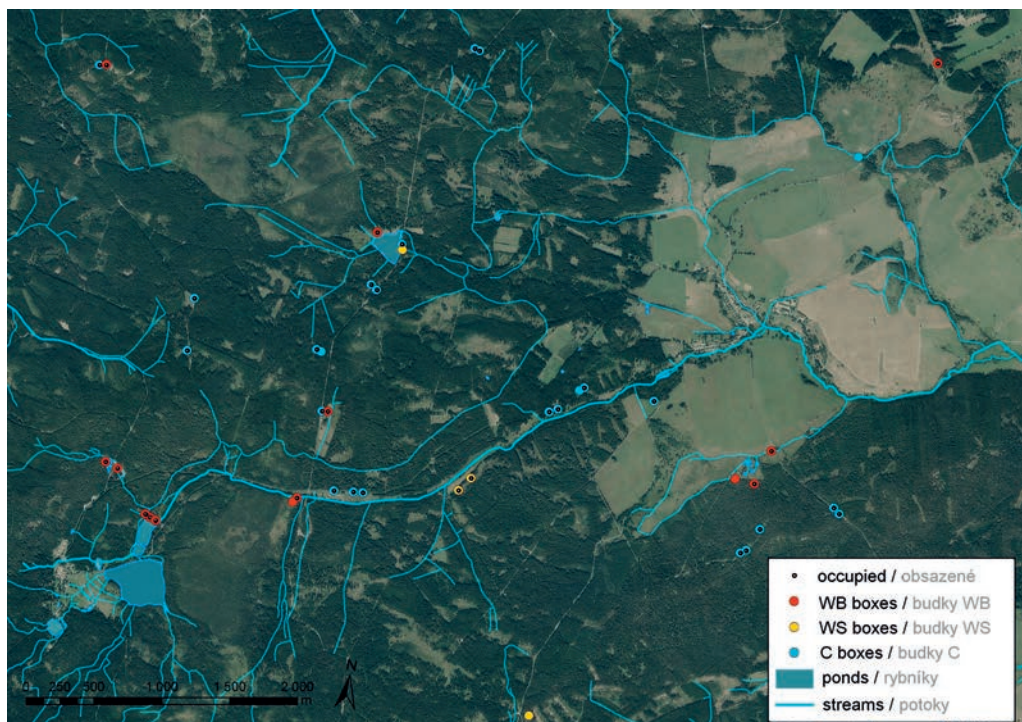 occupied / obsazené
WB boxes / budky WB
WS boxes / budky WS
C boxes / budky C
ponds / rybníky
streams / potoky
N
0 250 500 1 000 1 500 2 000
m